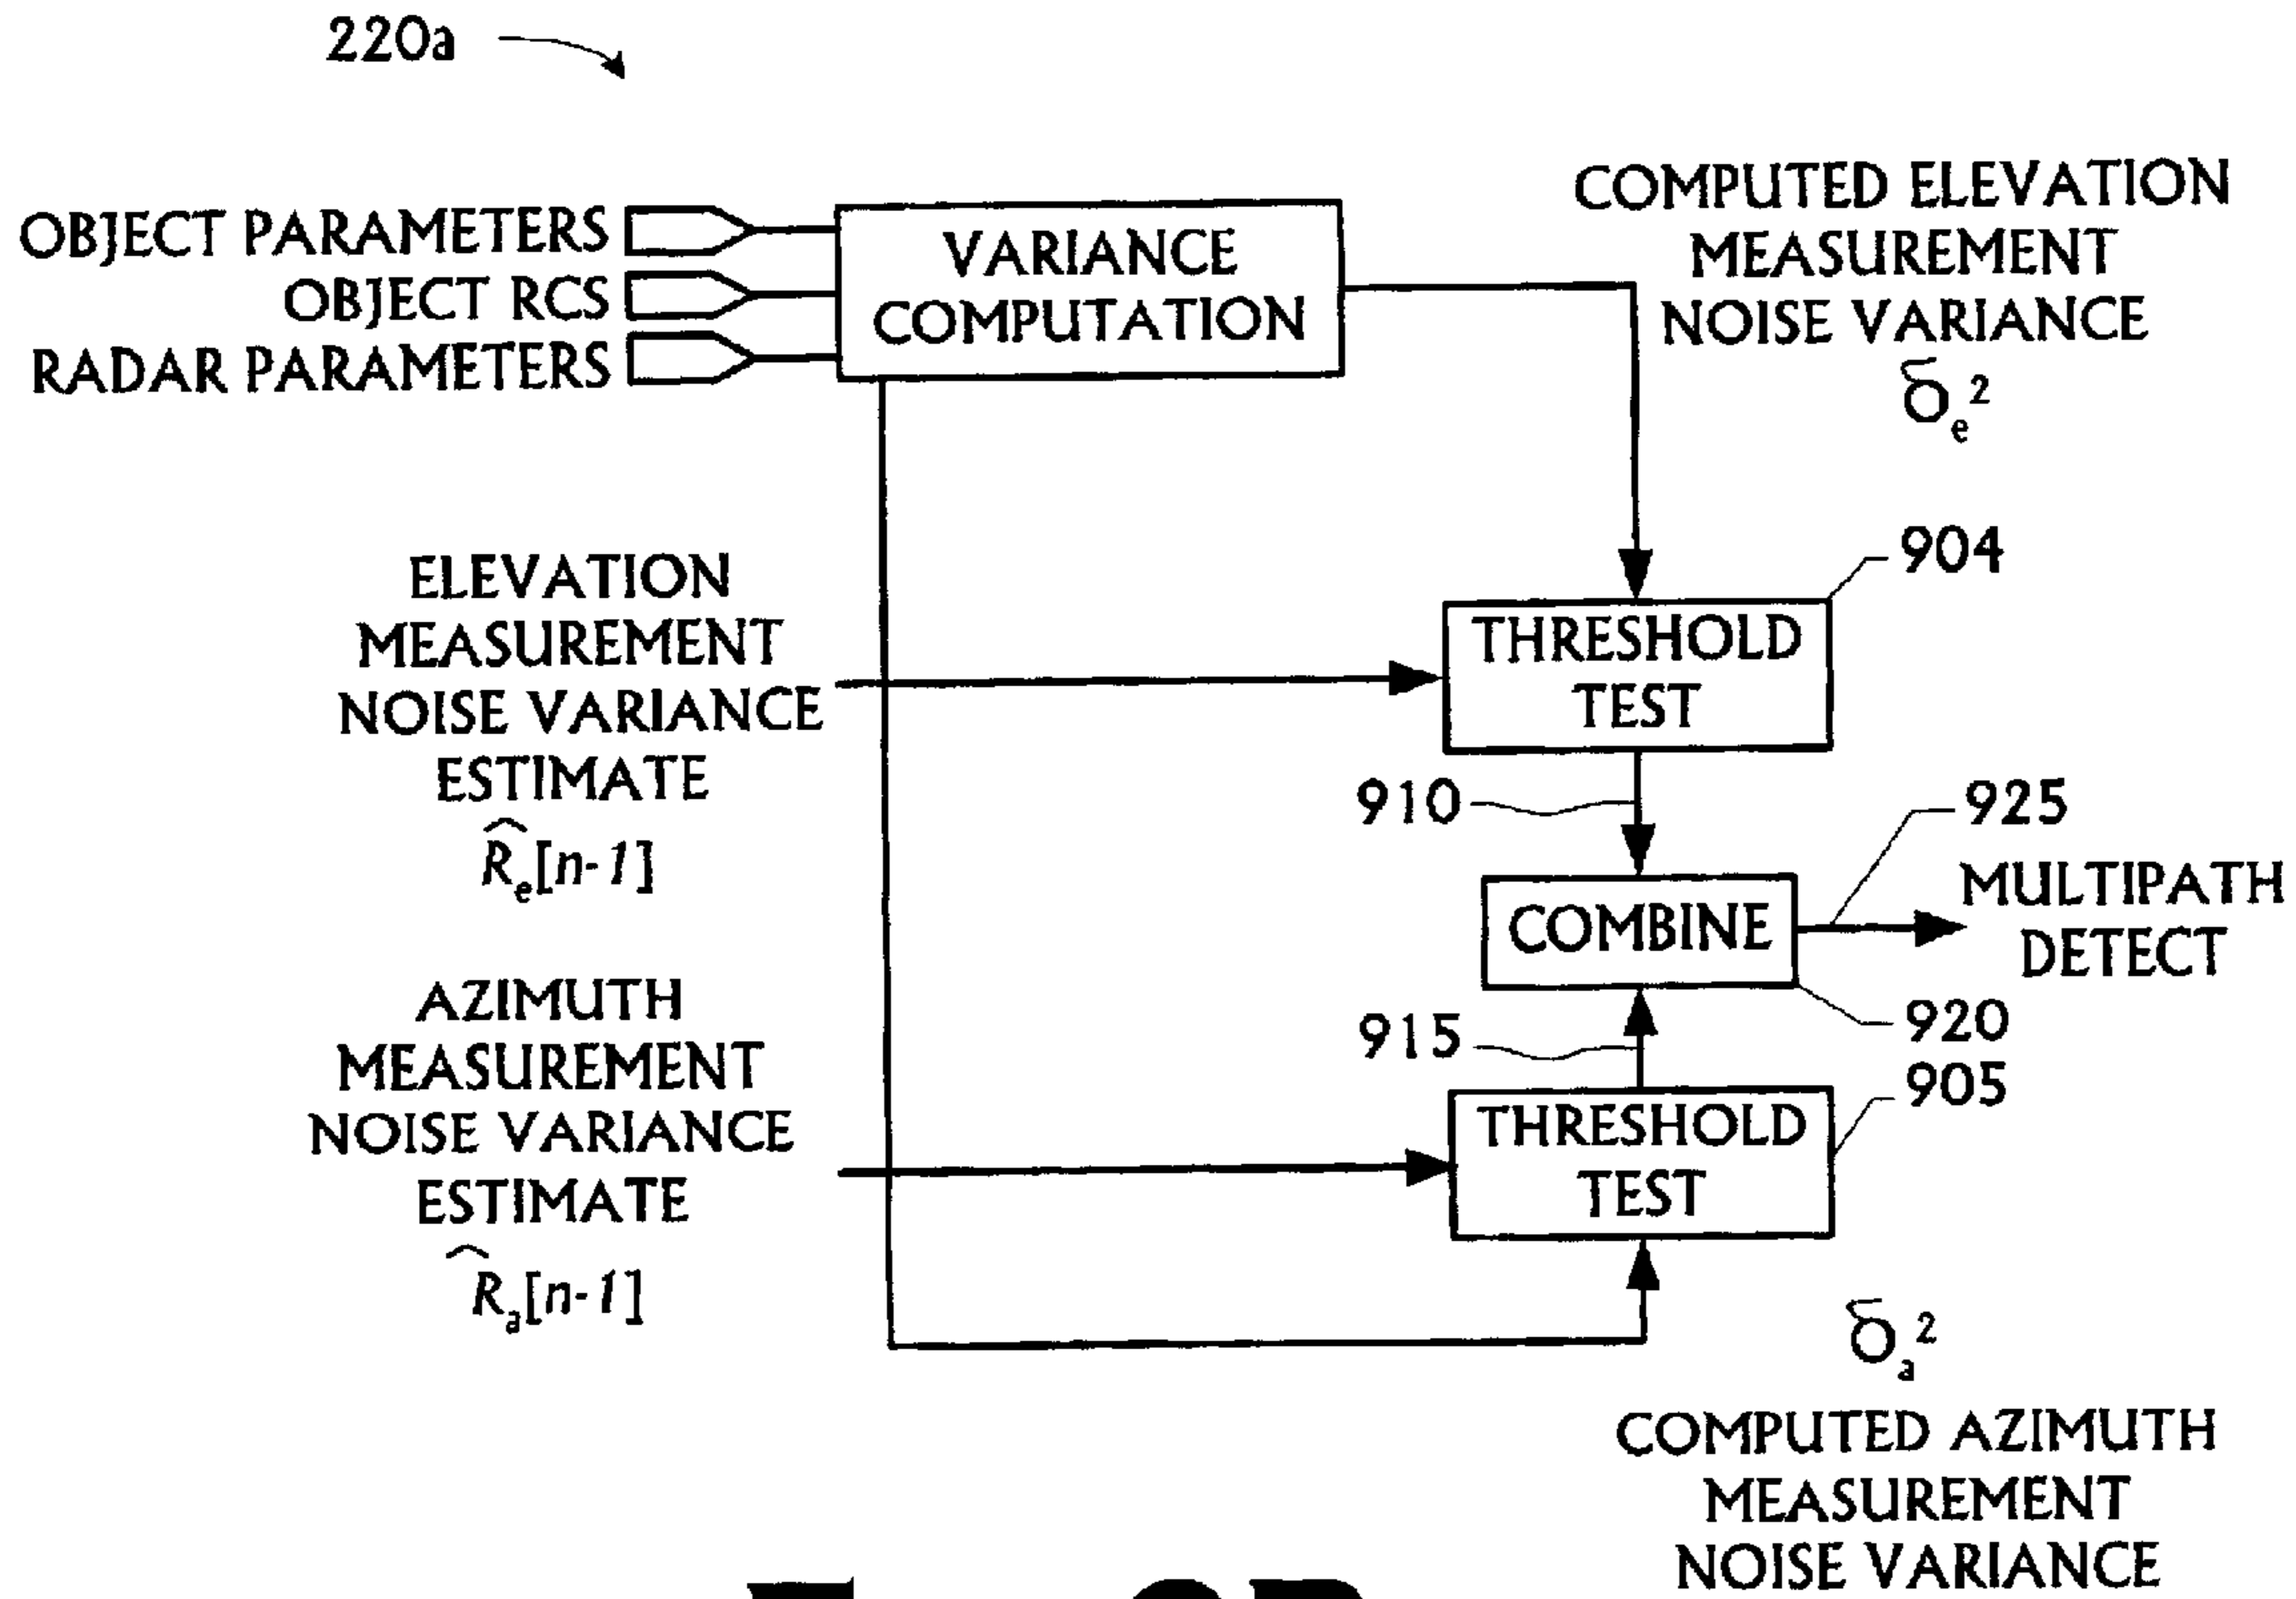 220a
OBJECT PARAMETERS
OBJECT RCS
RADAR PARAMETERS
VARIANCE
COMPUTATION
COMPUTED ELEVATION
MEASUREMENT
NOISE VARIANCE
δₑ²
904
ELEVATION
MEASUREMENT
NOISE VARIANCE
ESTIMATE
R̂ₑ[n-1]
THRESHOLD
TEST
910
925
COMBINE
MULTIPATH
DETECT
920
915
905
AZIMUTH
MEASUREMENT
NOISE VARIANCE
ESTIMATE
R̂ₐ[n-1]
THRESHOLD
TEST
δₐ²
COMPUTED AZIMUTH
MEASUREMENT
NOISE VARIANCE